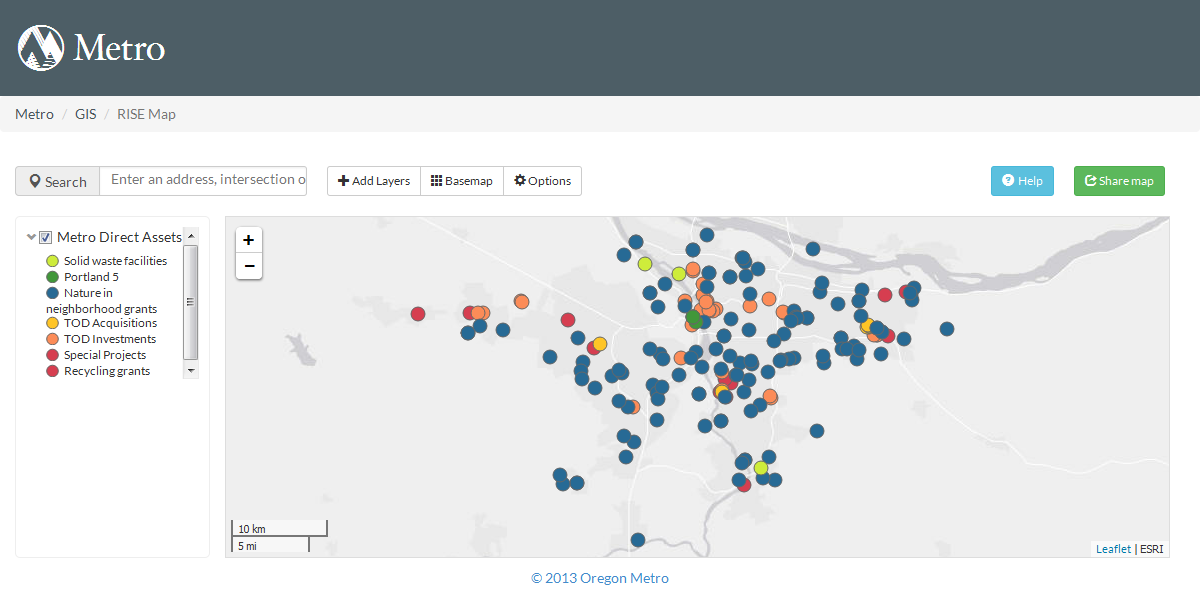 Metro
Metro / GIS / RISE Map
Search
Enter an address, intersection o
Add Layers
Basemap
Options
Help
Share map
Metro Direct Assets
Solid waste facilities
Portland 5
Nature in
neighborhood grants
TOD Acquisitions
TOD Investments
Special Projects
Recycling grants
+
−
10 km
5 mi
Leaflet | ESRI
© 2013 Oregon Metro